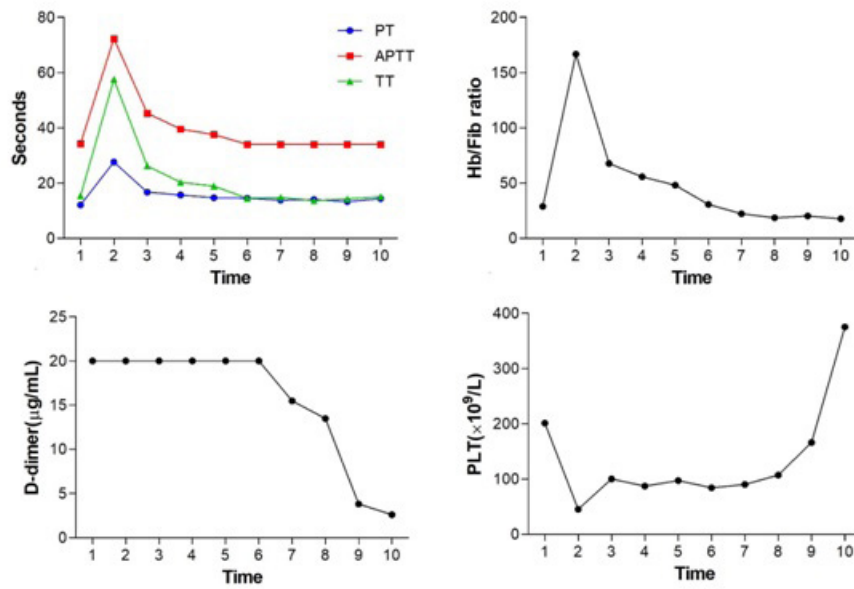 80
60
40
20
0
Seconds
PT
APTT
TT
1 2 3 4 5 6 7 8 9 10
Time
200
150
100
50
0
Hb/Fib ratio
1 2 3 4 5 6 7 8 9 10
Time
25
20
15
10
5
0
D-dimer(μg/mL)
1 2 3 4 5 6 7 8 9 10
Time
400
300
200
100
0
PLT(×10⁹/L)
1 2 3 4 5 6 7 8 9 10
Time